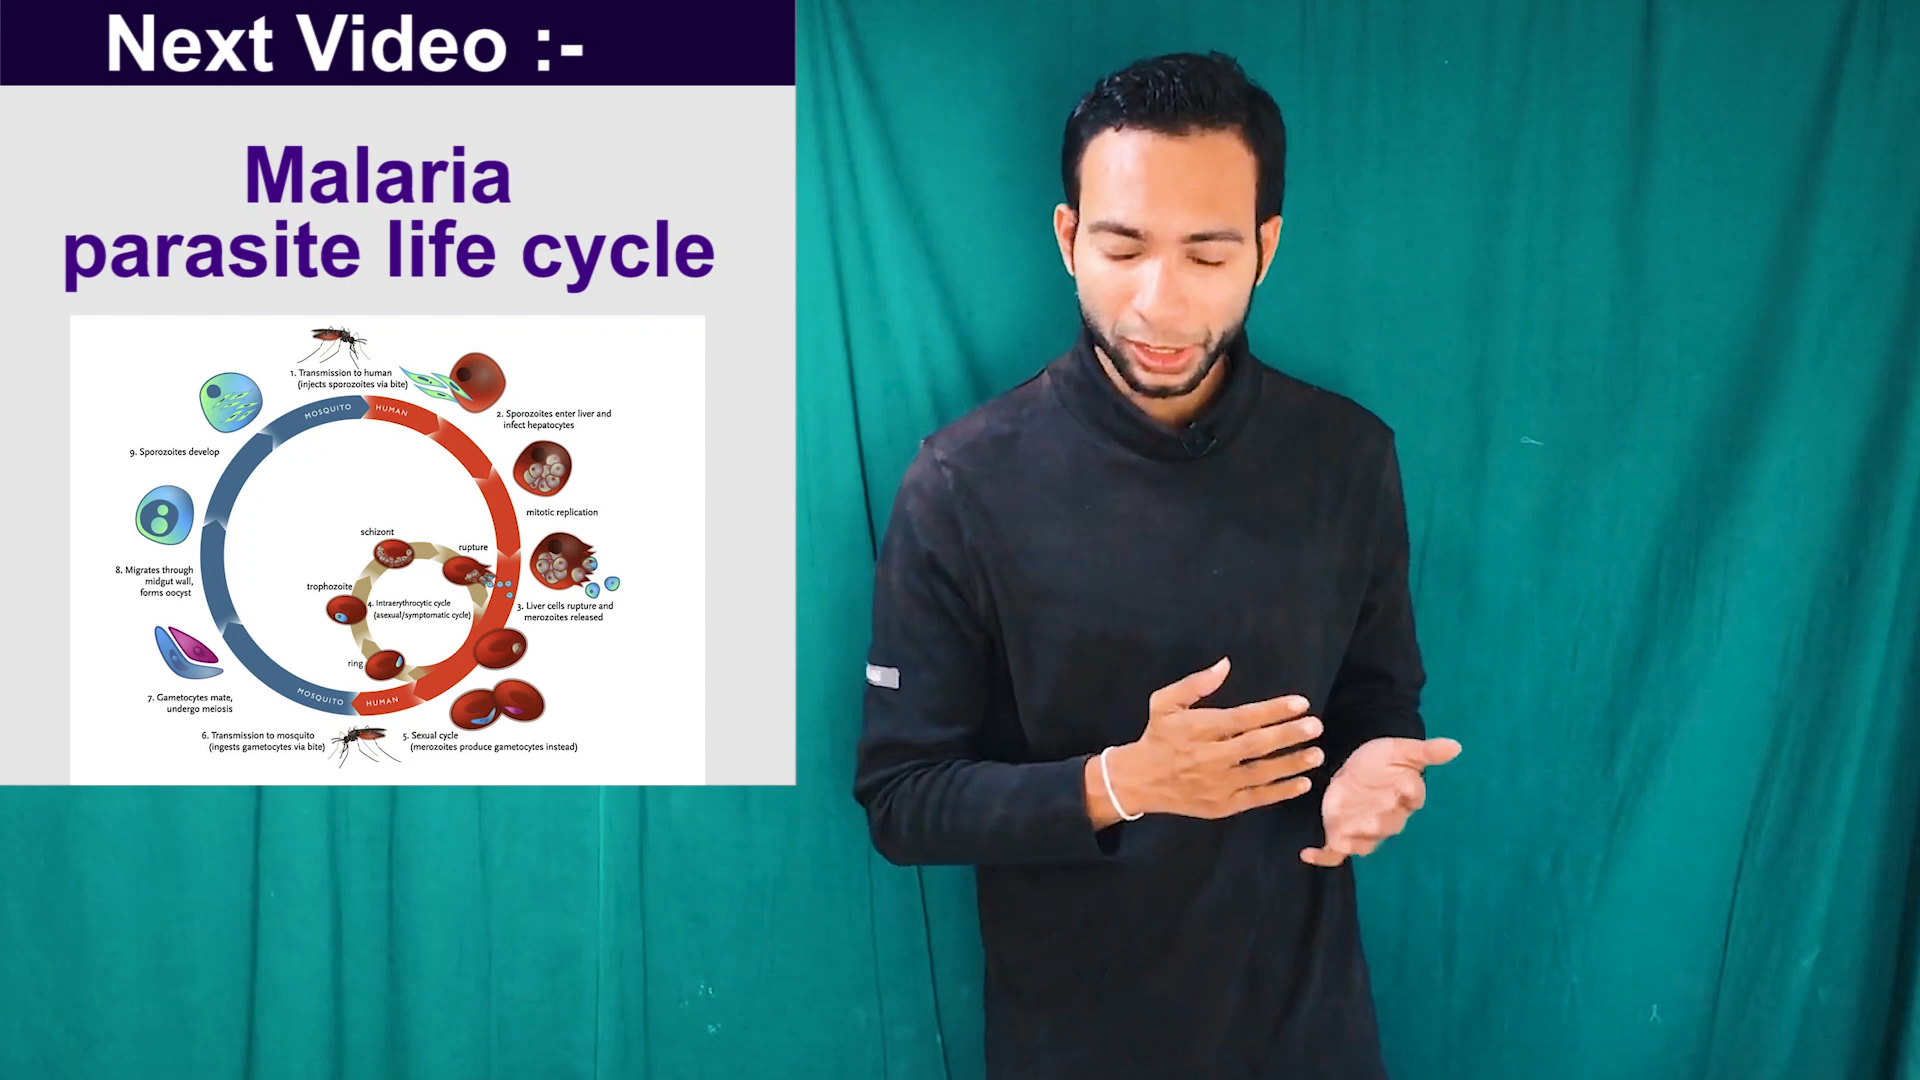 Next Video :-
Malaria
parasite life cycle
1. Transmission to human
(injects sporozoites via bite)
MOSQUITO
HUMAN
2. Sporozoites enter liver and
infect hepatocytes
9. Sporozoites develop
mitotic replication
schizont
rupture
8. Migrates through
midgut wall,
forms oocyst
trophozoite
4. Intraerythrocytic cycle
(asexual/symptomatic cycle)
3. Liver cells rupture and
merozoites released
ring
7. Gametocytes mate,
undergo meiosis
MOSQUITO
HUMAN
6. Transmission to mosquito
(ingests gametocytes via bite)
5. Sexual cycle
(merozoites produce gametocytes instead)